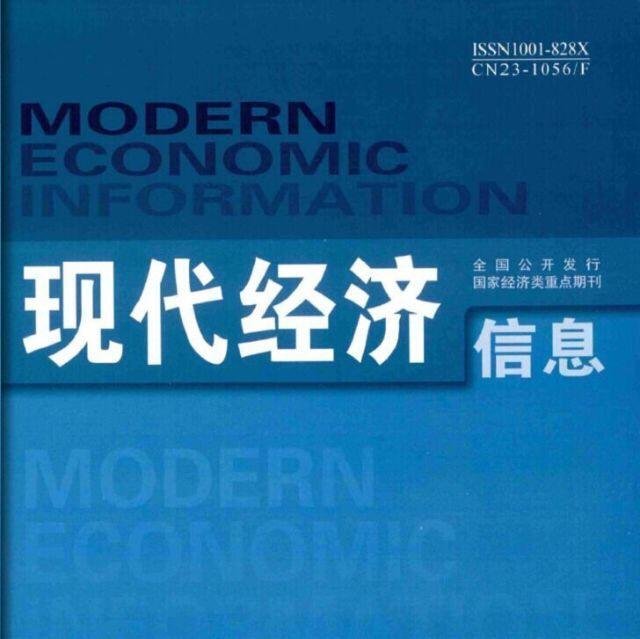 ISSN1001-828X
CN23-1056/F
MODERN
ECONOMIC
INFORMATION
现代经济
全国公开发行
国家经济类重点期刊
信息
MODERN
ECONOMIC
INFORMATION